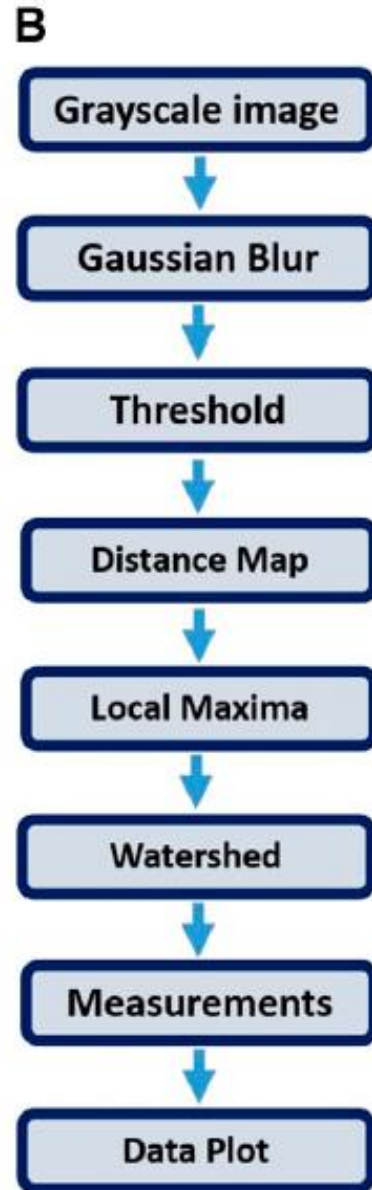 B
Grayscale image
Gaussian Blur
Threshold
Distance Map
Local Maxima
Watershed
Measurements
Data Plot